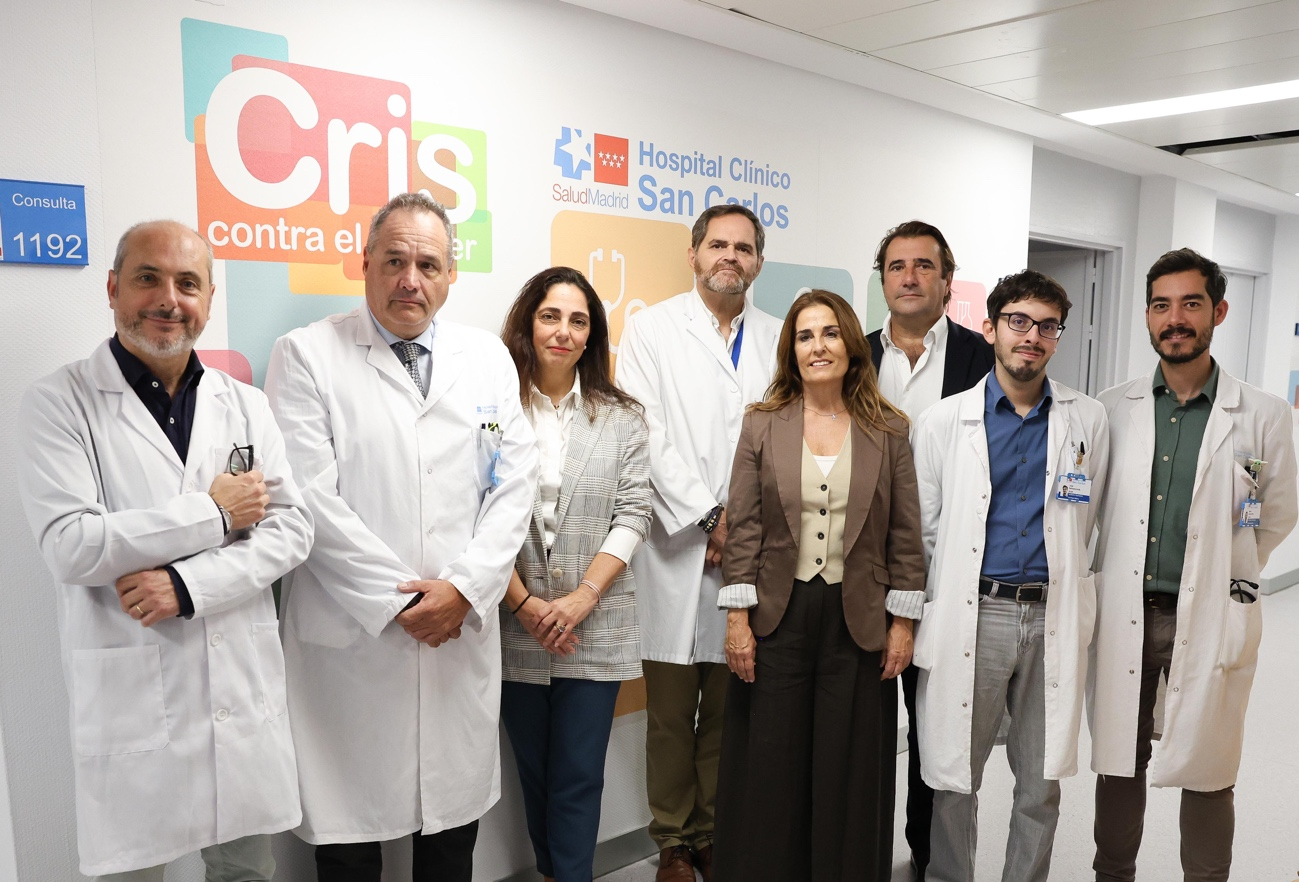 Consulta
1192
Cris
contra el
SaludMadrid
Hospital Clínico
San Carlos